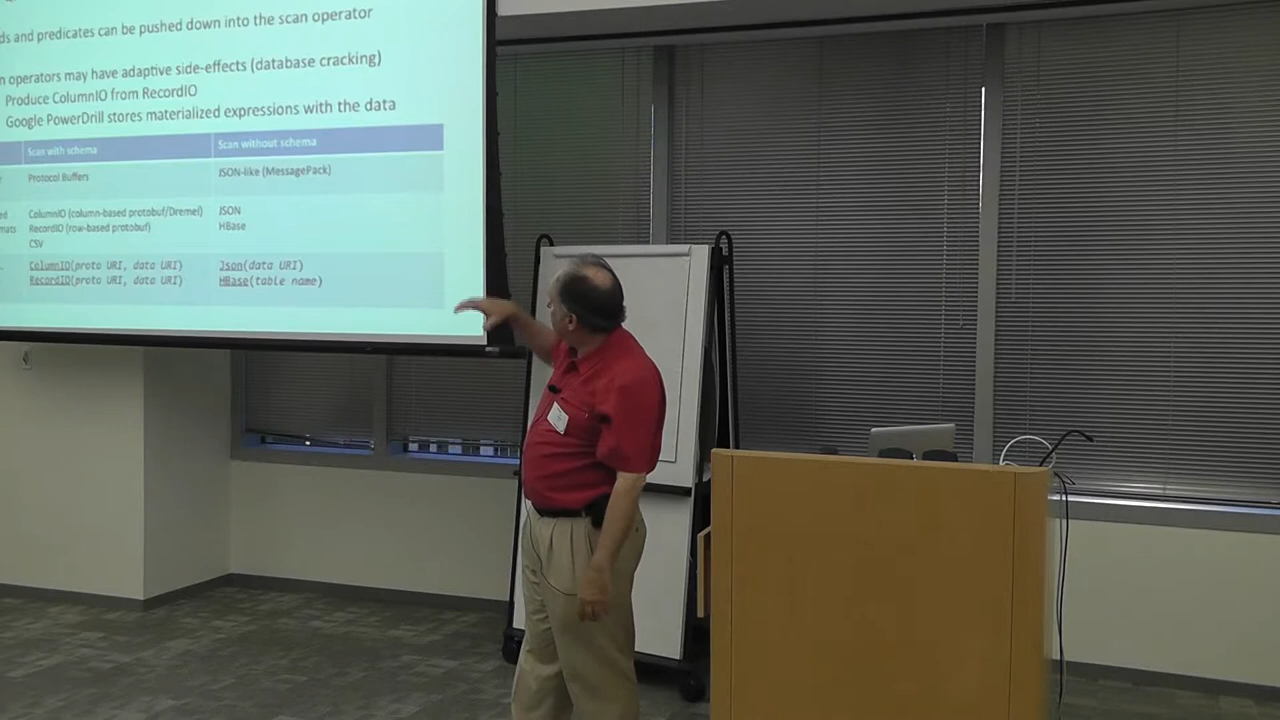 ds and predicates can be pushed down into the scan operator
n operators may have adaptive side-effects (database cracking)
Produce ColumnIO from RecordIO
Google PowerDrill stores materialized expressions with the data
Scan with schema Scan without schema
r Protocol Buffers JSON-like (MessagePack)
ed ColumnIO (column-based protobuf/Dremel) JSON
mats RecordIO (row-based protobuf) HBase
CSV
ColumnIO(proto URI, data URI) Json(data URI)
RecordIO(proto URI, data URI) HBase(table name)